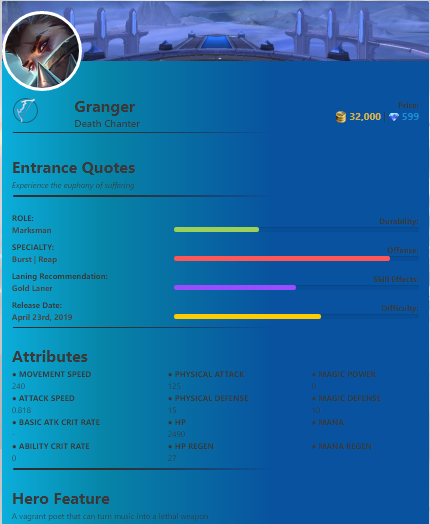 Granger
Death Chanter
Price:
32,000 | 599
Entrance Quotes
Experience the euphony of suffering
ROLE:
Marksman
Durability
SPECIALTY:
Burst | Reap
Offense
Laning Recommendation:
Gold Laner
Skill Effects
Release Date:
April 23rd, 2019
Difficulty
Attributes
● MOVEMENT SPEED
240
● PHYSICAL ATTACK
125
● MAGIC POWER
0
● ATTACK SPEED
0.818
● PHYSICAL DEFENSE
15
● MAGIC DEFENSE
● BASIC ATK CRIT RATE
● HP
2490
● MANA
● ABILITY CRIT RATE
0
● HP REGEN
27
● MANA REGEN
Hero Feature
A vagrant poet that can turn music into a lethal weapon.